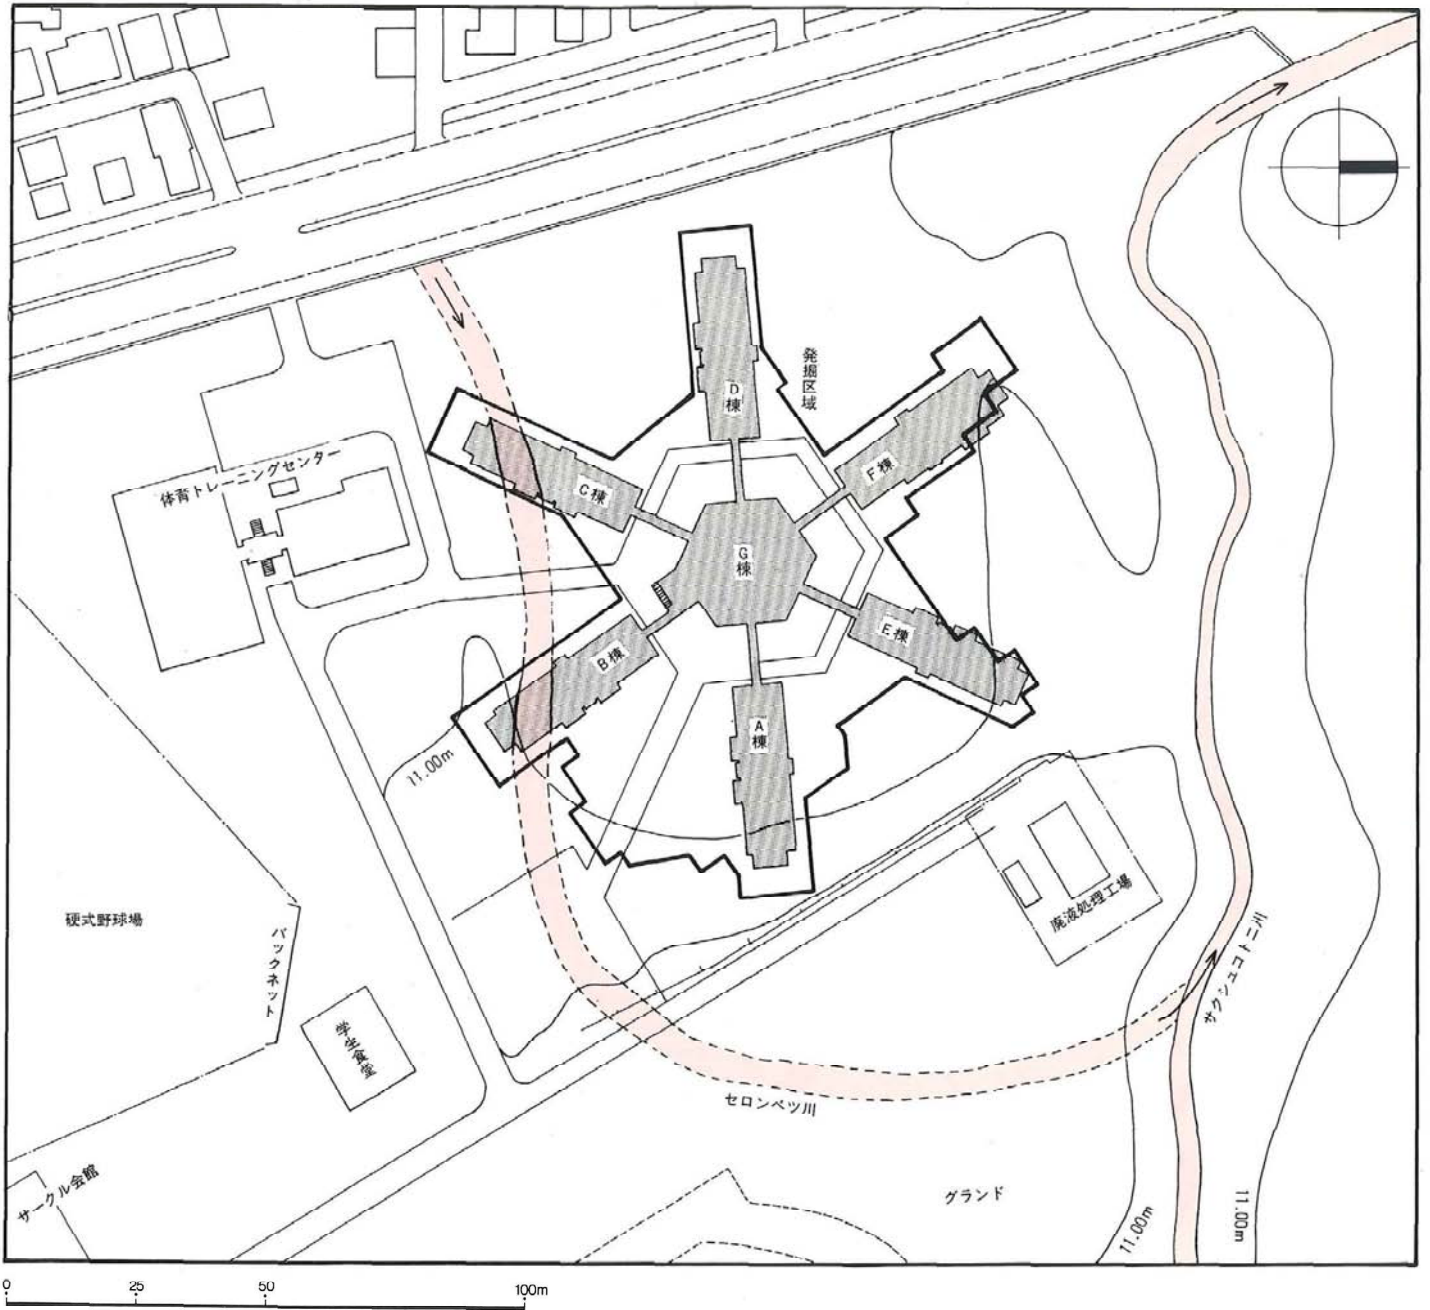 発掘区域
D棟
F棟
C棟
G棟
E棟
B棟
A棟
体育トレーニングセンター
11.00m
硬式野球場
バックネット
学生食堂
廃液処理工場
サクシュコトニ川
セロンペツ川
サークル会館
グランド
11.00m
11.00m
0 25 50 100m